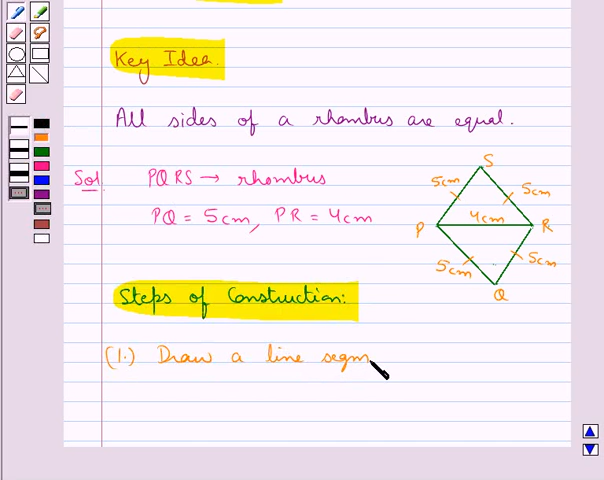 Key Idea.
All sides of a rhombus are equal.
Sol. PQRS → rhombus
PQ = 5cm, PR = 4cm
S
5cm
5cm
4cm
P
R
5cm
5cm
Q
Steps of Construction:
(1.) Draw a line segm